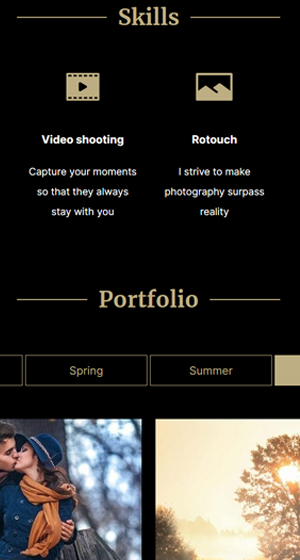 Skills
Video shooting
Rotouch
Capture your moments
so that they always
stay with you
I strive to make
photography surpass
reality
Portfolio
Spring
Summer